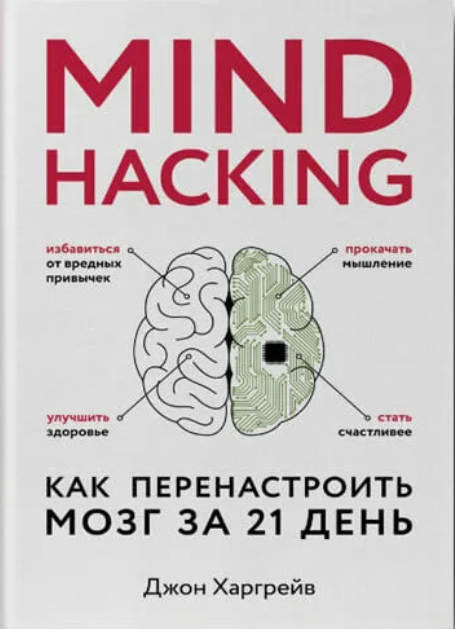 MIND
HACKING
избавиться
от вредных
привычек
прокачать
мышление
улучшить
здоровье
стать
счастливее
КАК ПЕРЕНАСТРОИТЬ
МОЗГ ЗА 21 ДЕНЬ
Джон Харгрейв